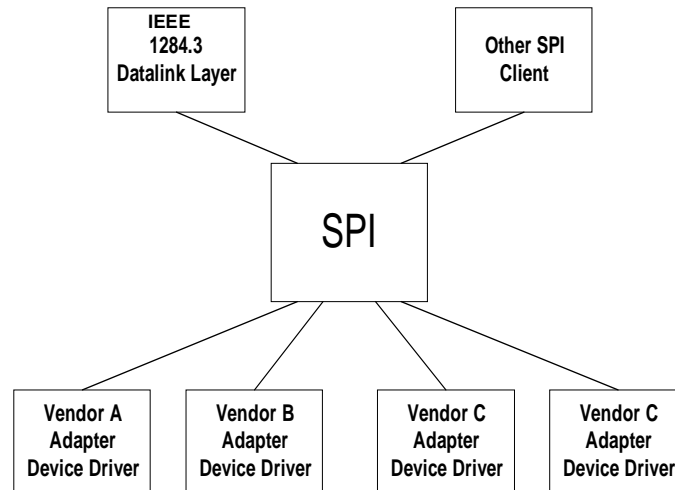 IEEE
1284.3
Datalink Layer
Other SPI
Client
SPI
Vendor A
Adapter
Device Driver
Vendor B
Adapter
Device Driver
Vendor C
Adapter
Device Driver
Vendor C
Adapter
Device Driver